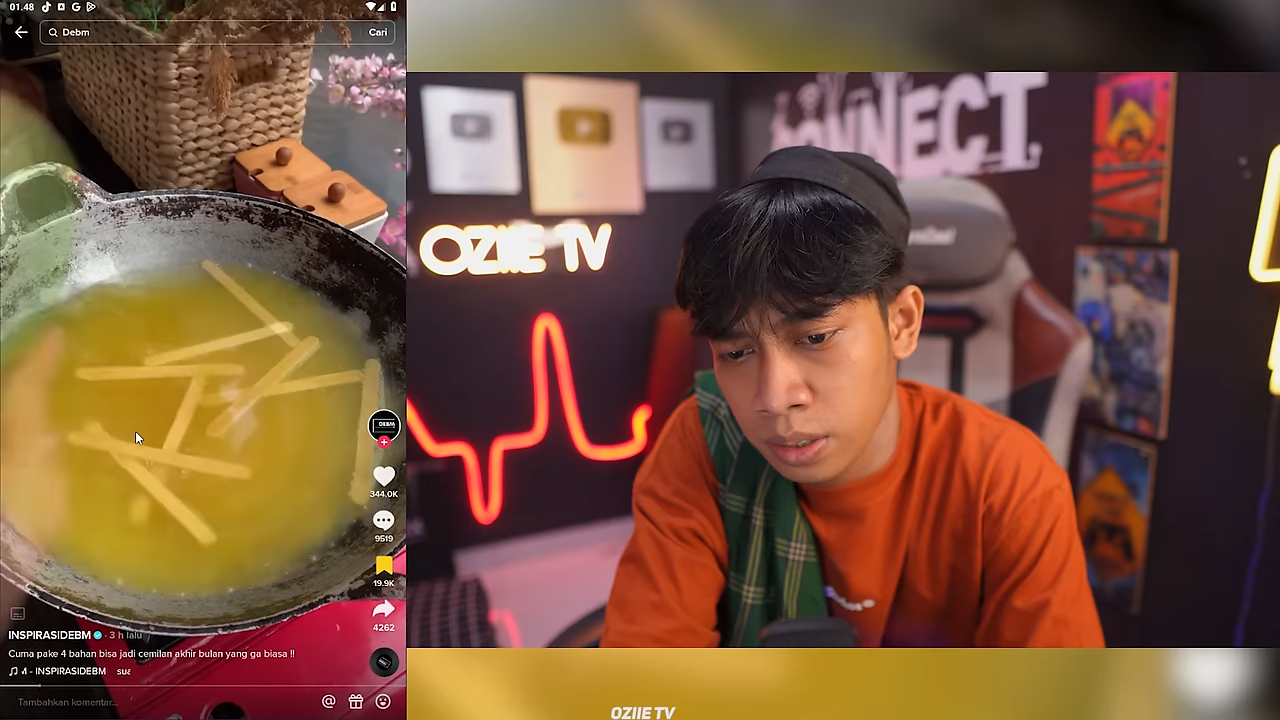 01.48
Debm
Cari
CONNECT
OZIIE TV
DEBM
344.0K
9519
19.9K
4262
INSPIRASIDEBM · 3 h lalu
Cuma pake 4 bahan bisa jadi cemilan akhir bulan yang ga biasa !!
- INSPIRASIDEBM
Tambahkan komentar...
OZIIE TV